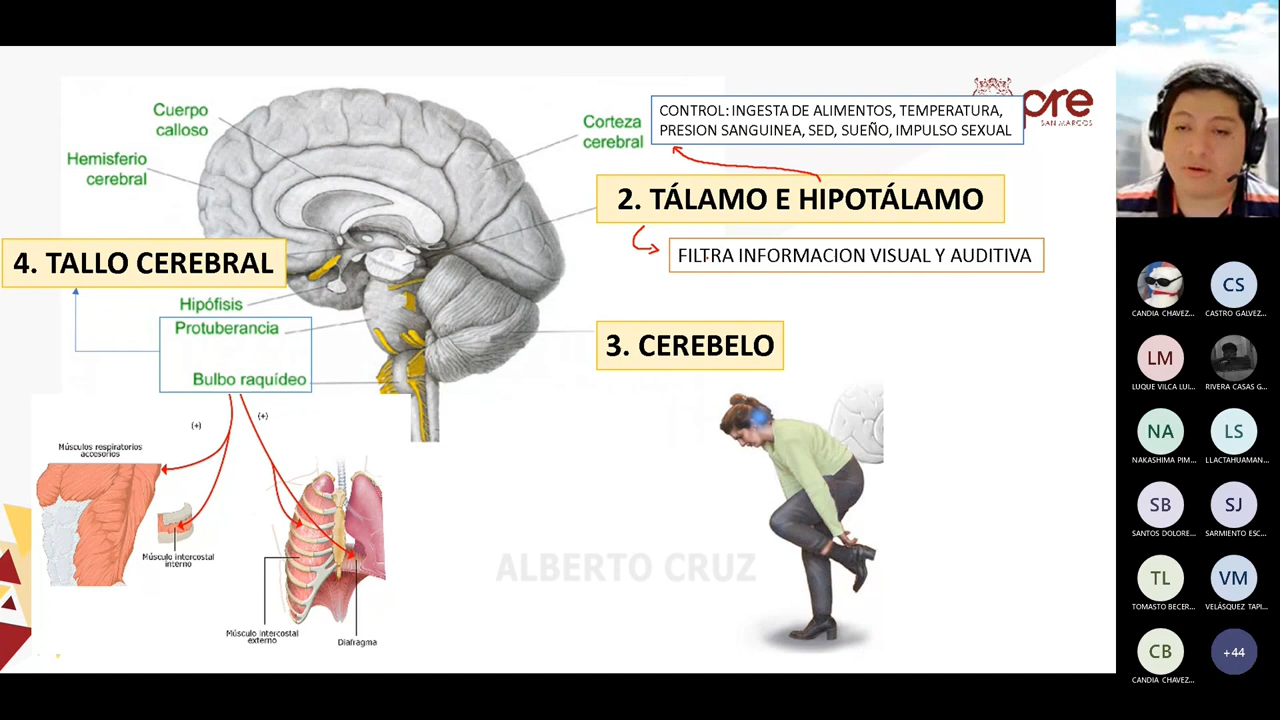 Cuerpo
calloso
Hemisferio
cerebral
Corteza
cerebral
CONTROL: INGESTA DE ALIMENTOS, TEMPERATURA,
PRESION SANGUINEA, SED, SUEÑO, IMPULSO SEXUAL
pre
SAN MARCOS
2. TÁLAMO E HIPOTÁLAMO
FILTRA INFORMACION VISUAL Y AUDITIVA
4. TALLO CEREBRAL
Hipófisis
Protuberancia
Bulbo raquídeo
3. CEREBELO
(+)
(+)
Músculos respiratorios
accesorios
Músculo intercostal
interno
Músculo intercostal
externo
Diafragma
ALBERTO CRUZ
CANDIA CHAVEZ...
CS
CASTRO GALVEZ...
LM
LUQUE VILCA LUI...
RIVERA CASAS G...
NA
NAKASHIMA PIM...
LS
LLACTAHUAMAN...
SB
SANTOS DOLORE...
SJ
SARMIENTO ESC...
TL
TOMASTO BECER...
VM
VELÁSQUEZ TAPI...
CB
CANDIA CHAVEZ...
+44